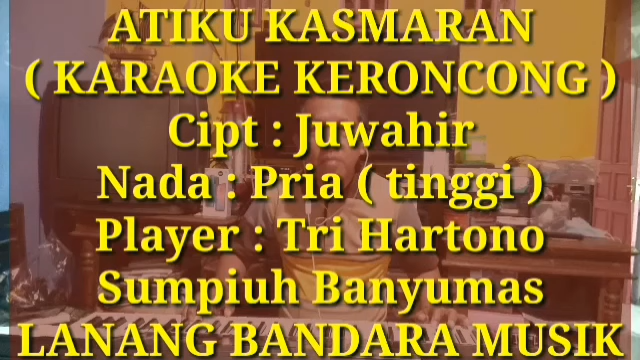 ATIKU KASMARAN
( KARAOKE KERONCONG )
Cipt : Juwahir
Nada : Pria ( tinggi )
Player : Tri Hartono
Sumpiuh Banyumas
LANANG BANDARA MUSIK